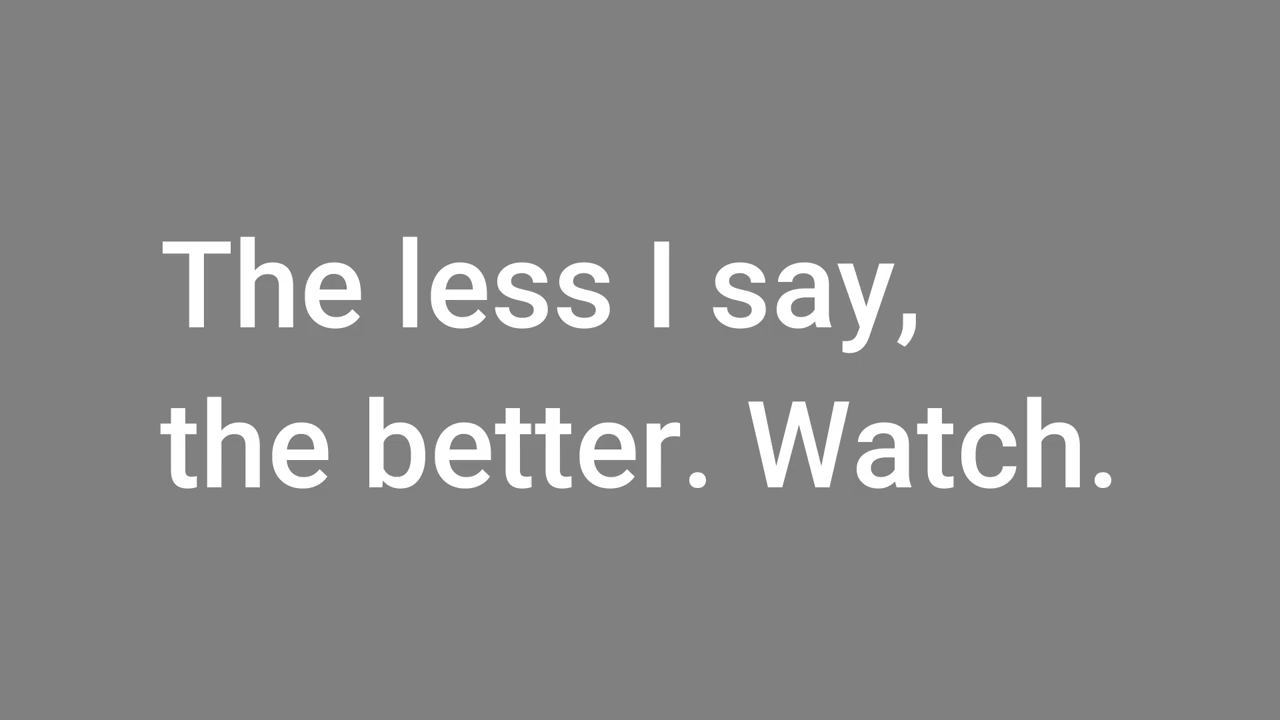 The less I say,
the better. Watch.